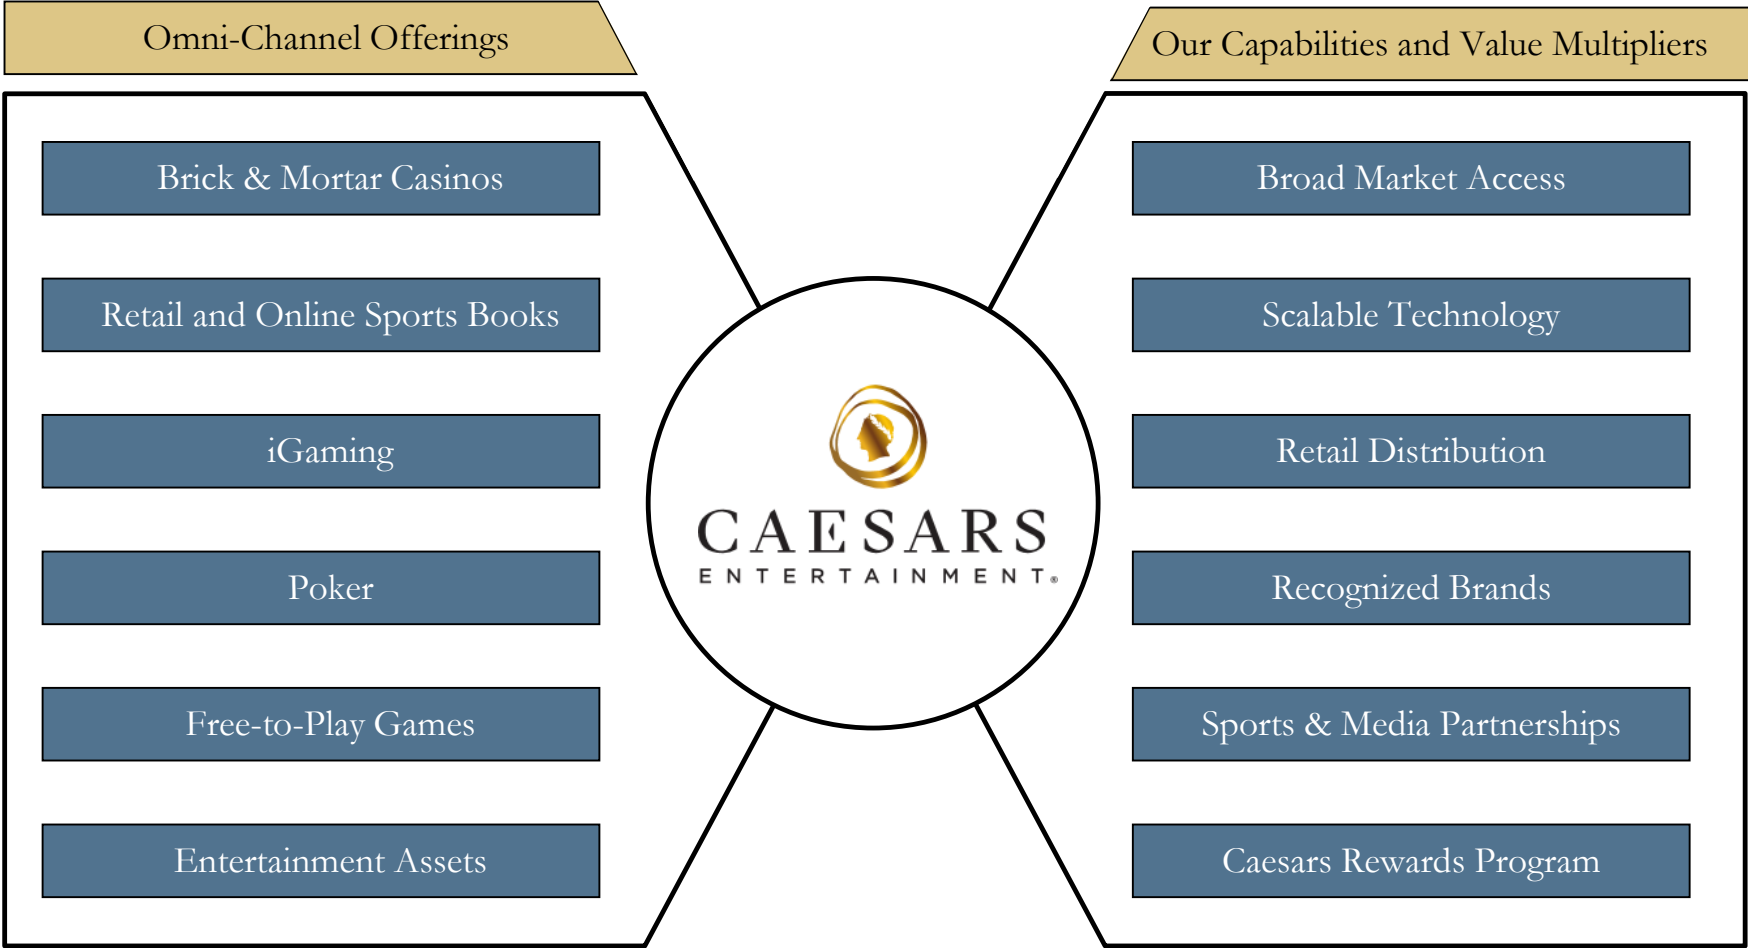 Omni-Channel Offerings
Brick & Mortar Casinos
Retail and Online Sports Books
iGaming
Poker
Free-to-Play Games
Entertainment Assets
CAESARS
ENTERTAINMENT®
Our Capabilities and Value Multipliers
Broad Market Access
Scalable Technology
Retail Distribution
Recognized Brands
Sports & Media Partnerships
Caesars Rewards Program